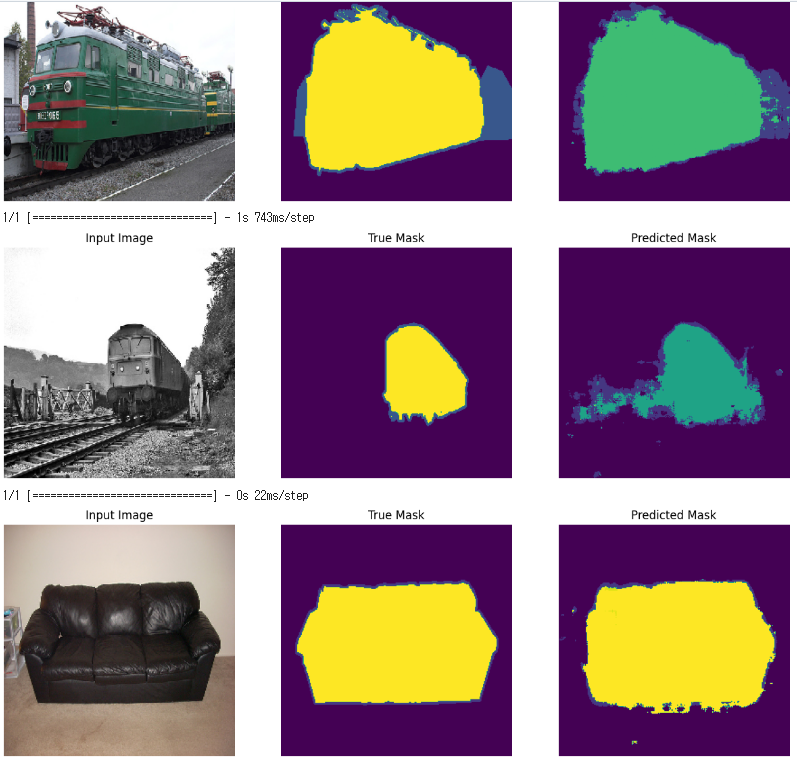 1/1 [==============================] - 1s 743ms/step
Input Image
True Mask
Predicted Mask
1/1 [==============================] - 0s 22ms/step
Input Image
True Mask
Predicted Mask